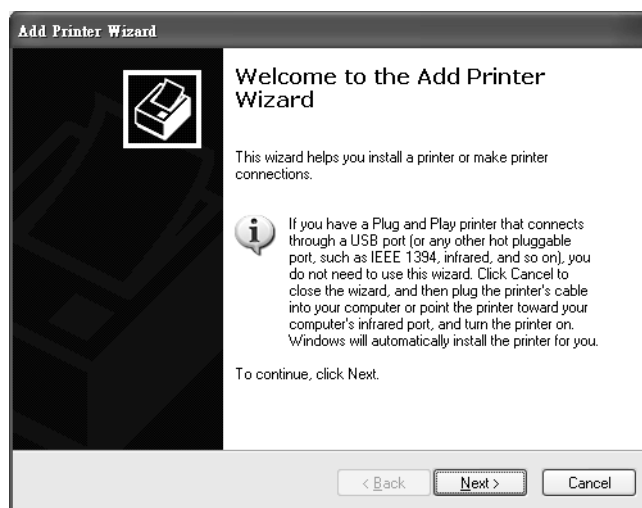 Add Printer Wizard
Welcome to the Add Printer
Wizard
This wizard helps you install a printer or make printer
connections.
If you have a Plug and Play printer that connects
through a USB port (or any other hot pluggable
port, such as IEEE 1394, infrared, and so on), you
do not need to use this wizard. Click Cancel to
close the wizard, and then plug the printer's cable
into your computer or point the printer toward your
computer's infrared port, and turn the printer on.
Windows will automatically install the printer for you.
To continue, click Next.
< Back Next > Cancel